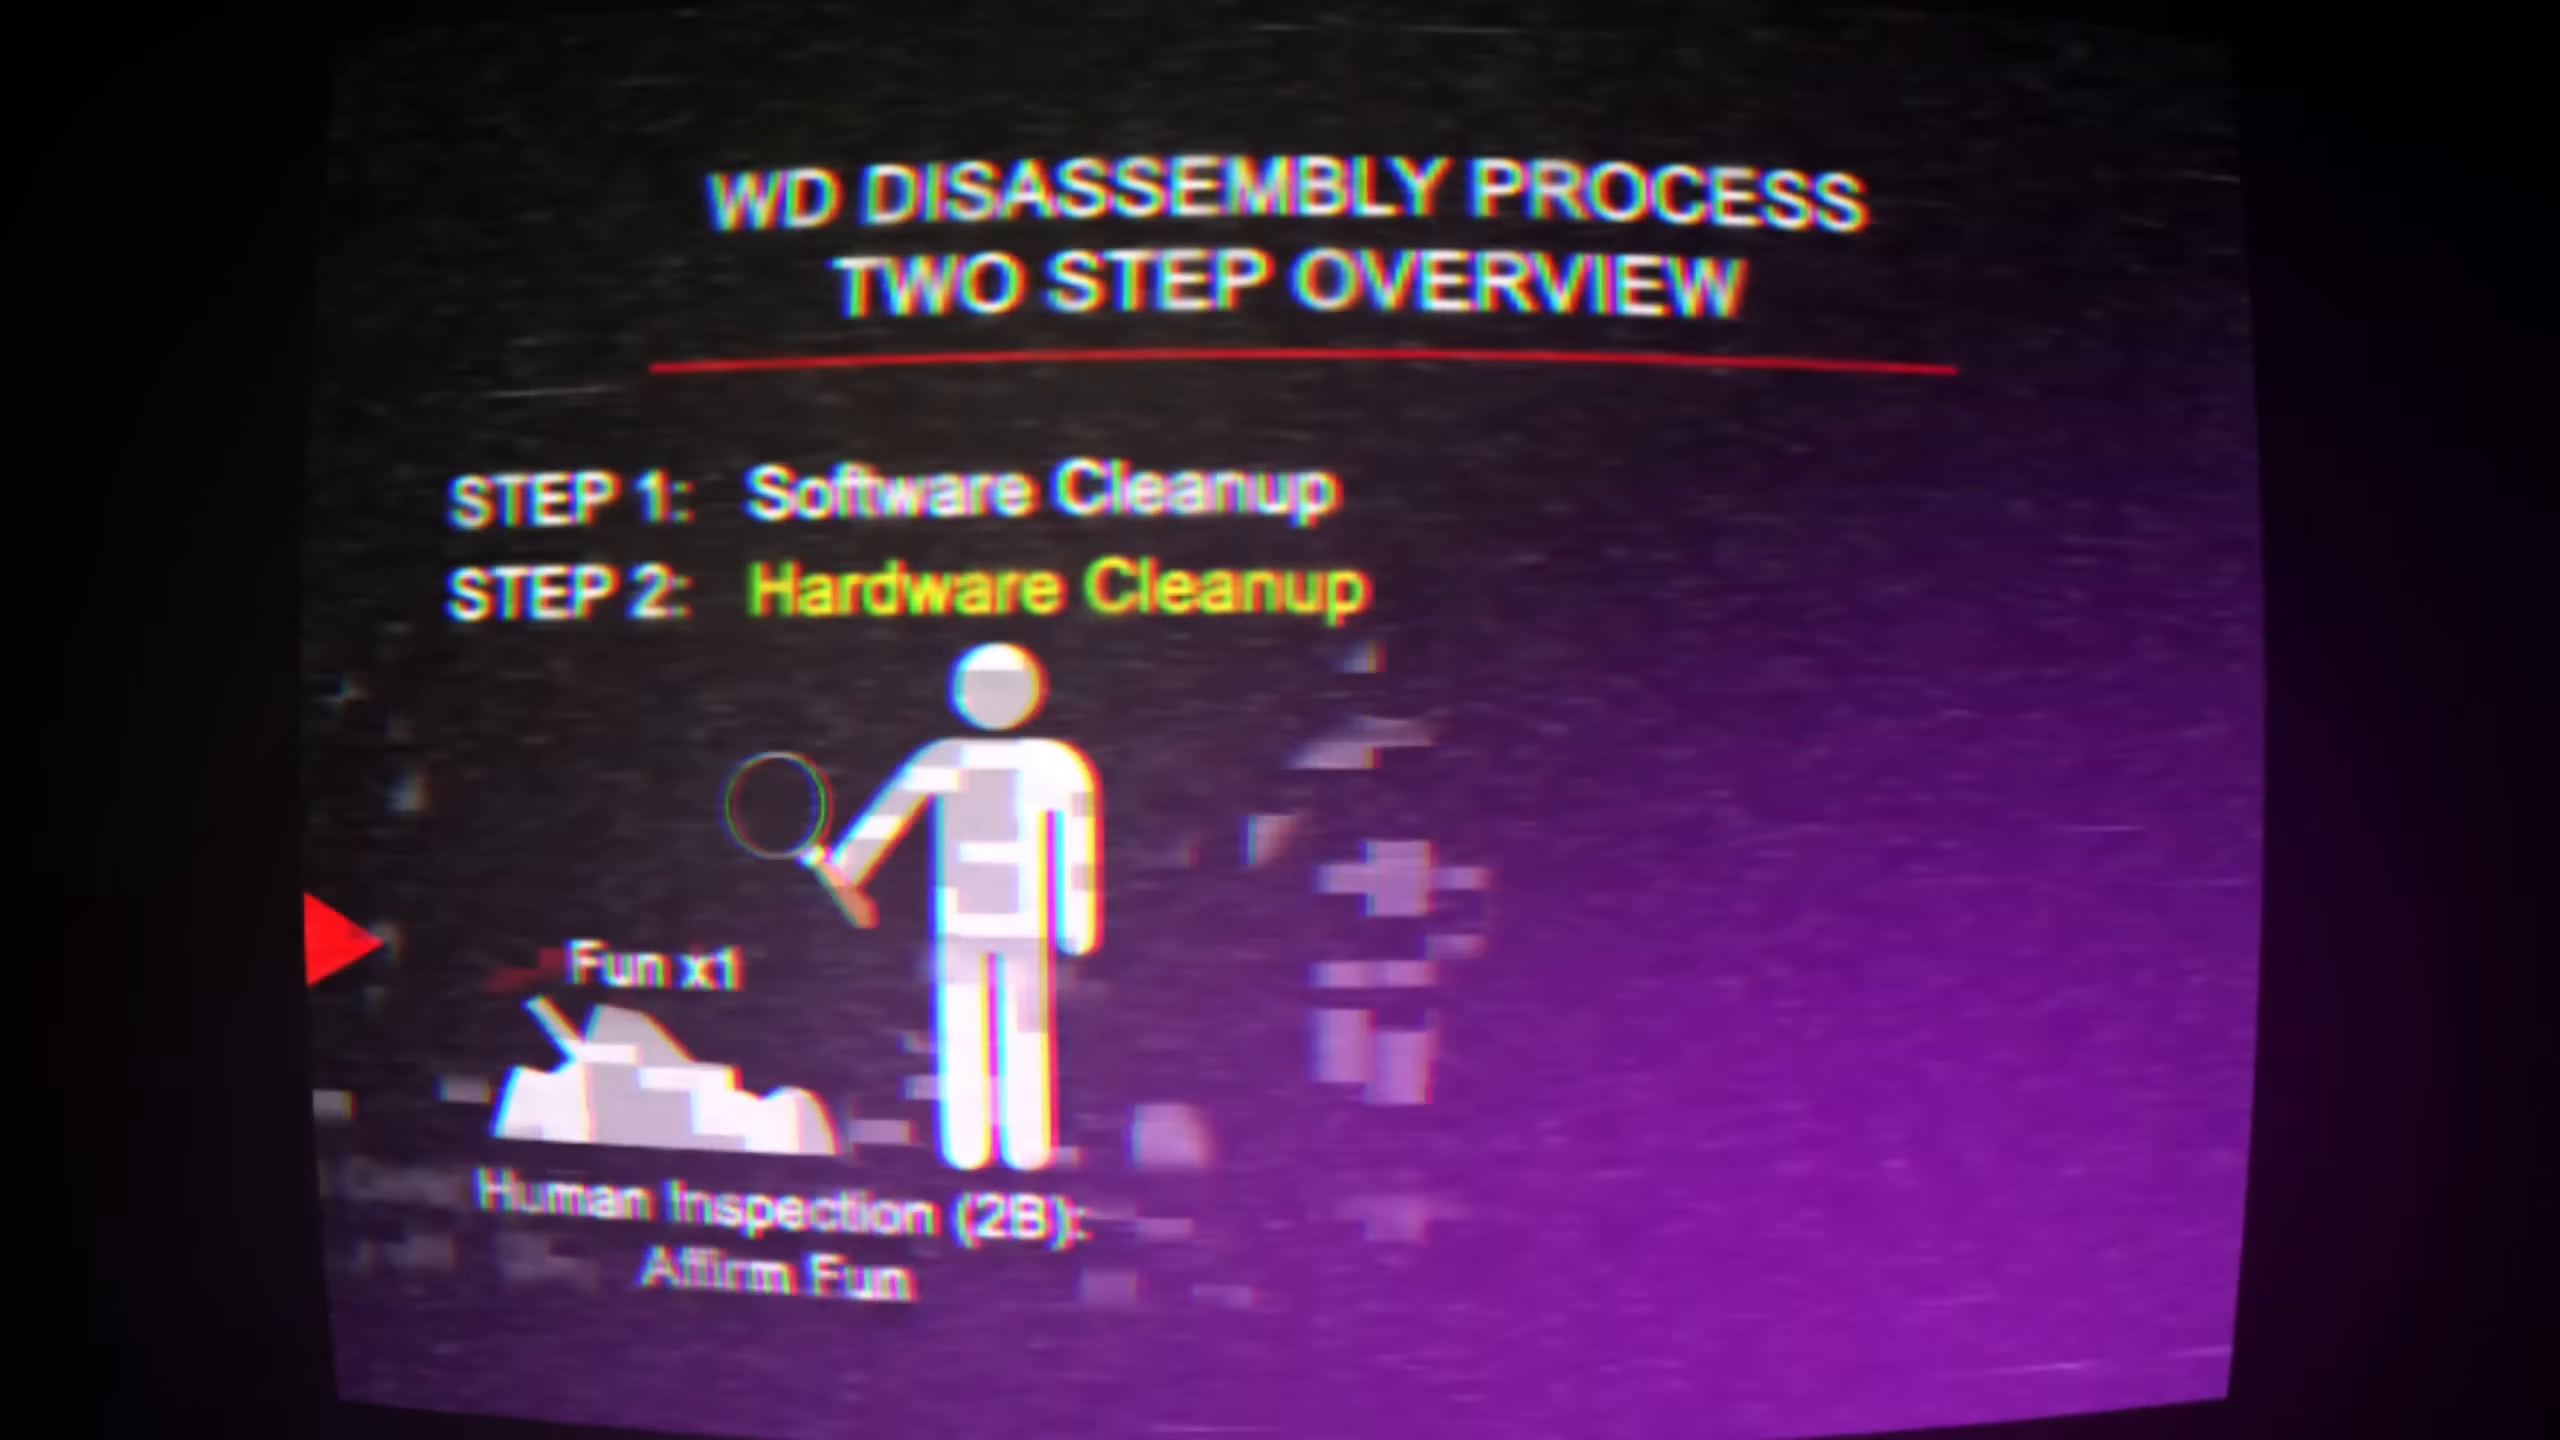 WD DISASSEMBLY PROCESS
TWO STEP OVERVIEW
STEP 1: Software Cleanup
STEP 2: Hardware Cleanup
Fun x1
Human Inspection (2B):
Affirm Fun